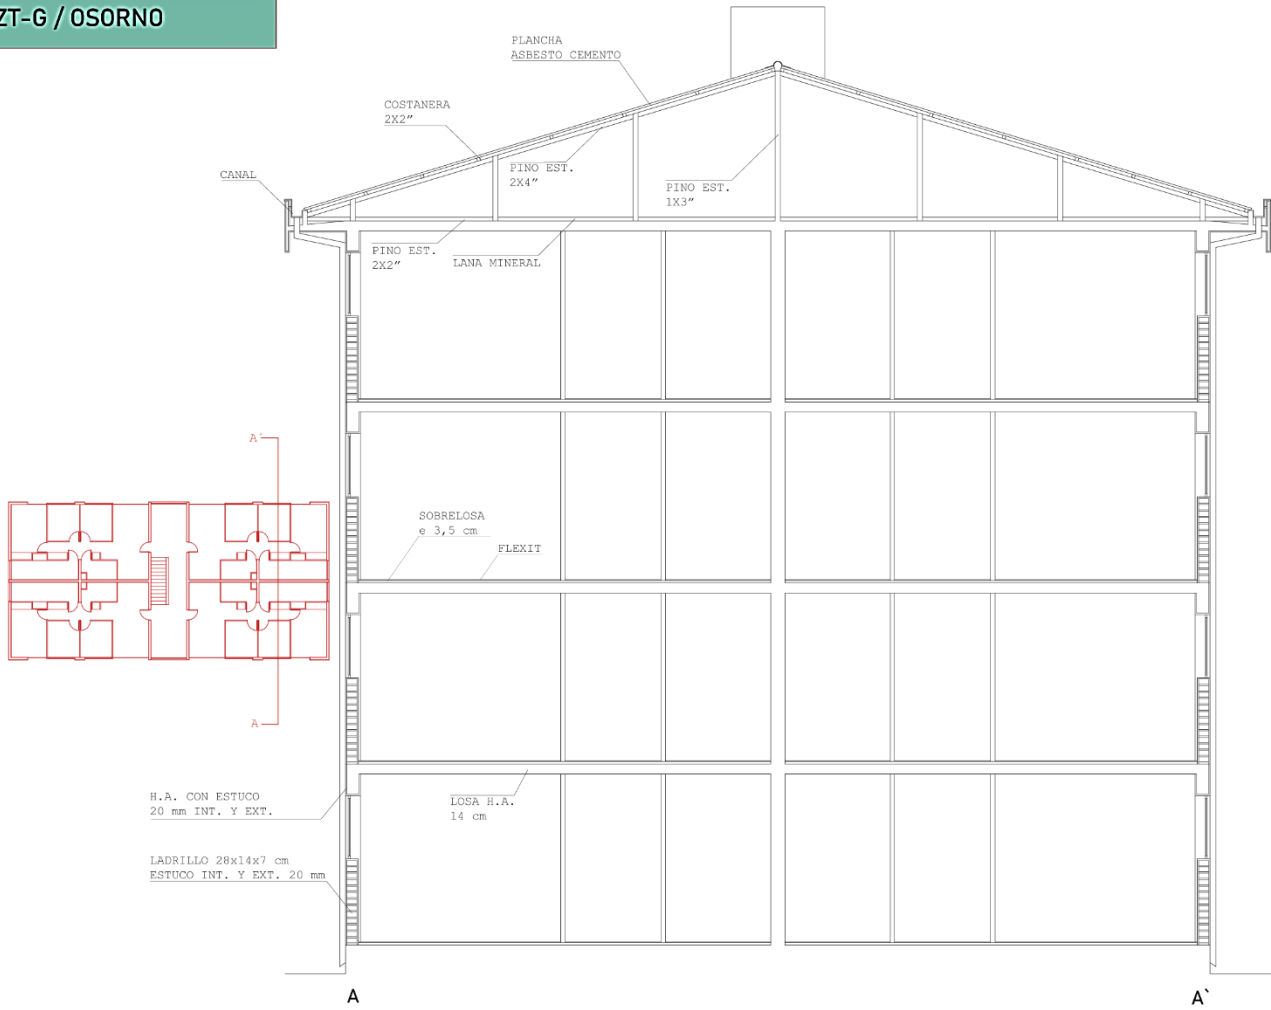 ZT-G / OSORNO
PLANCHA
ASBESTO CEMENTO
COSTANERA
2X2"
CANAL
PINO EST.
2X4"
PINO EST.
1X3"
PINO EST.
2X2"
LANA MINERAL
A'
SOBRELOSA
e 3,5 cm
FLEXIT
A
H.A. CON ESTUCO
20 mm INT. Y EXT.
LOSA H.A.
14 cm
LADRILLO 28x14x7 cm
ESTUCO INT. Y EXT. 20 mm
A
A`